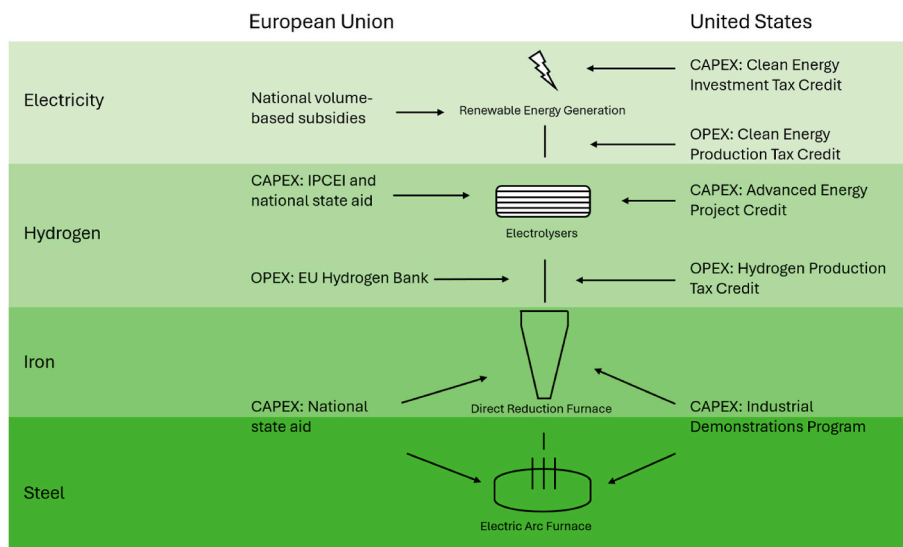 European Union
United States
Electricity
National volume-
based subsidies
Renewable Energy Generation
CAPEX: Clean Energy
Investment Tax Credit
OPEX: Clean Energy
Production Tax Credit
Hydrogen
CAPEX: IPCEI and
national state aid
Electrolysers
CAPEX: Advanced Energy
Project Credit
OPEX: EU Hydrogen Bank
OPEX: Hydrogen Production
Tax Credit
Iron
CAPEX: National
state aid
Direct Reduction Furnace
CAPEX: Industrial
Demonstrations Program
Steel
Electric Arc Furnace